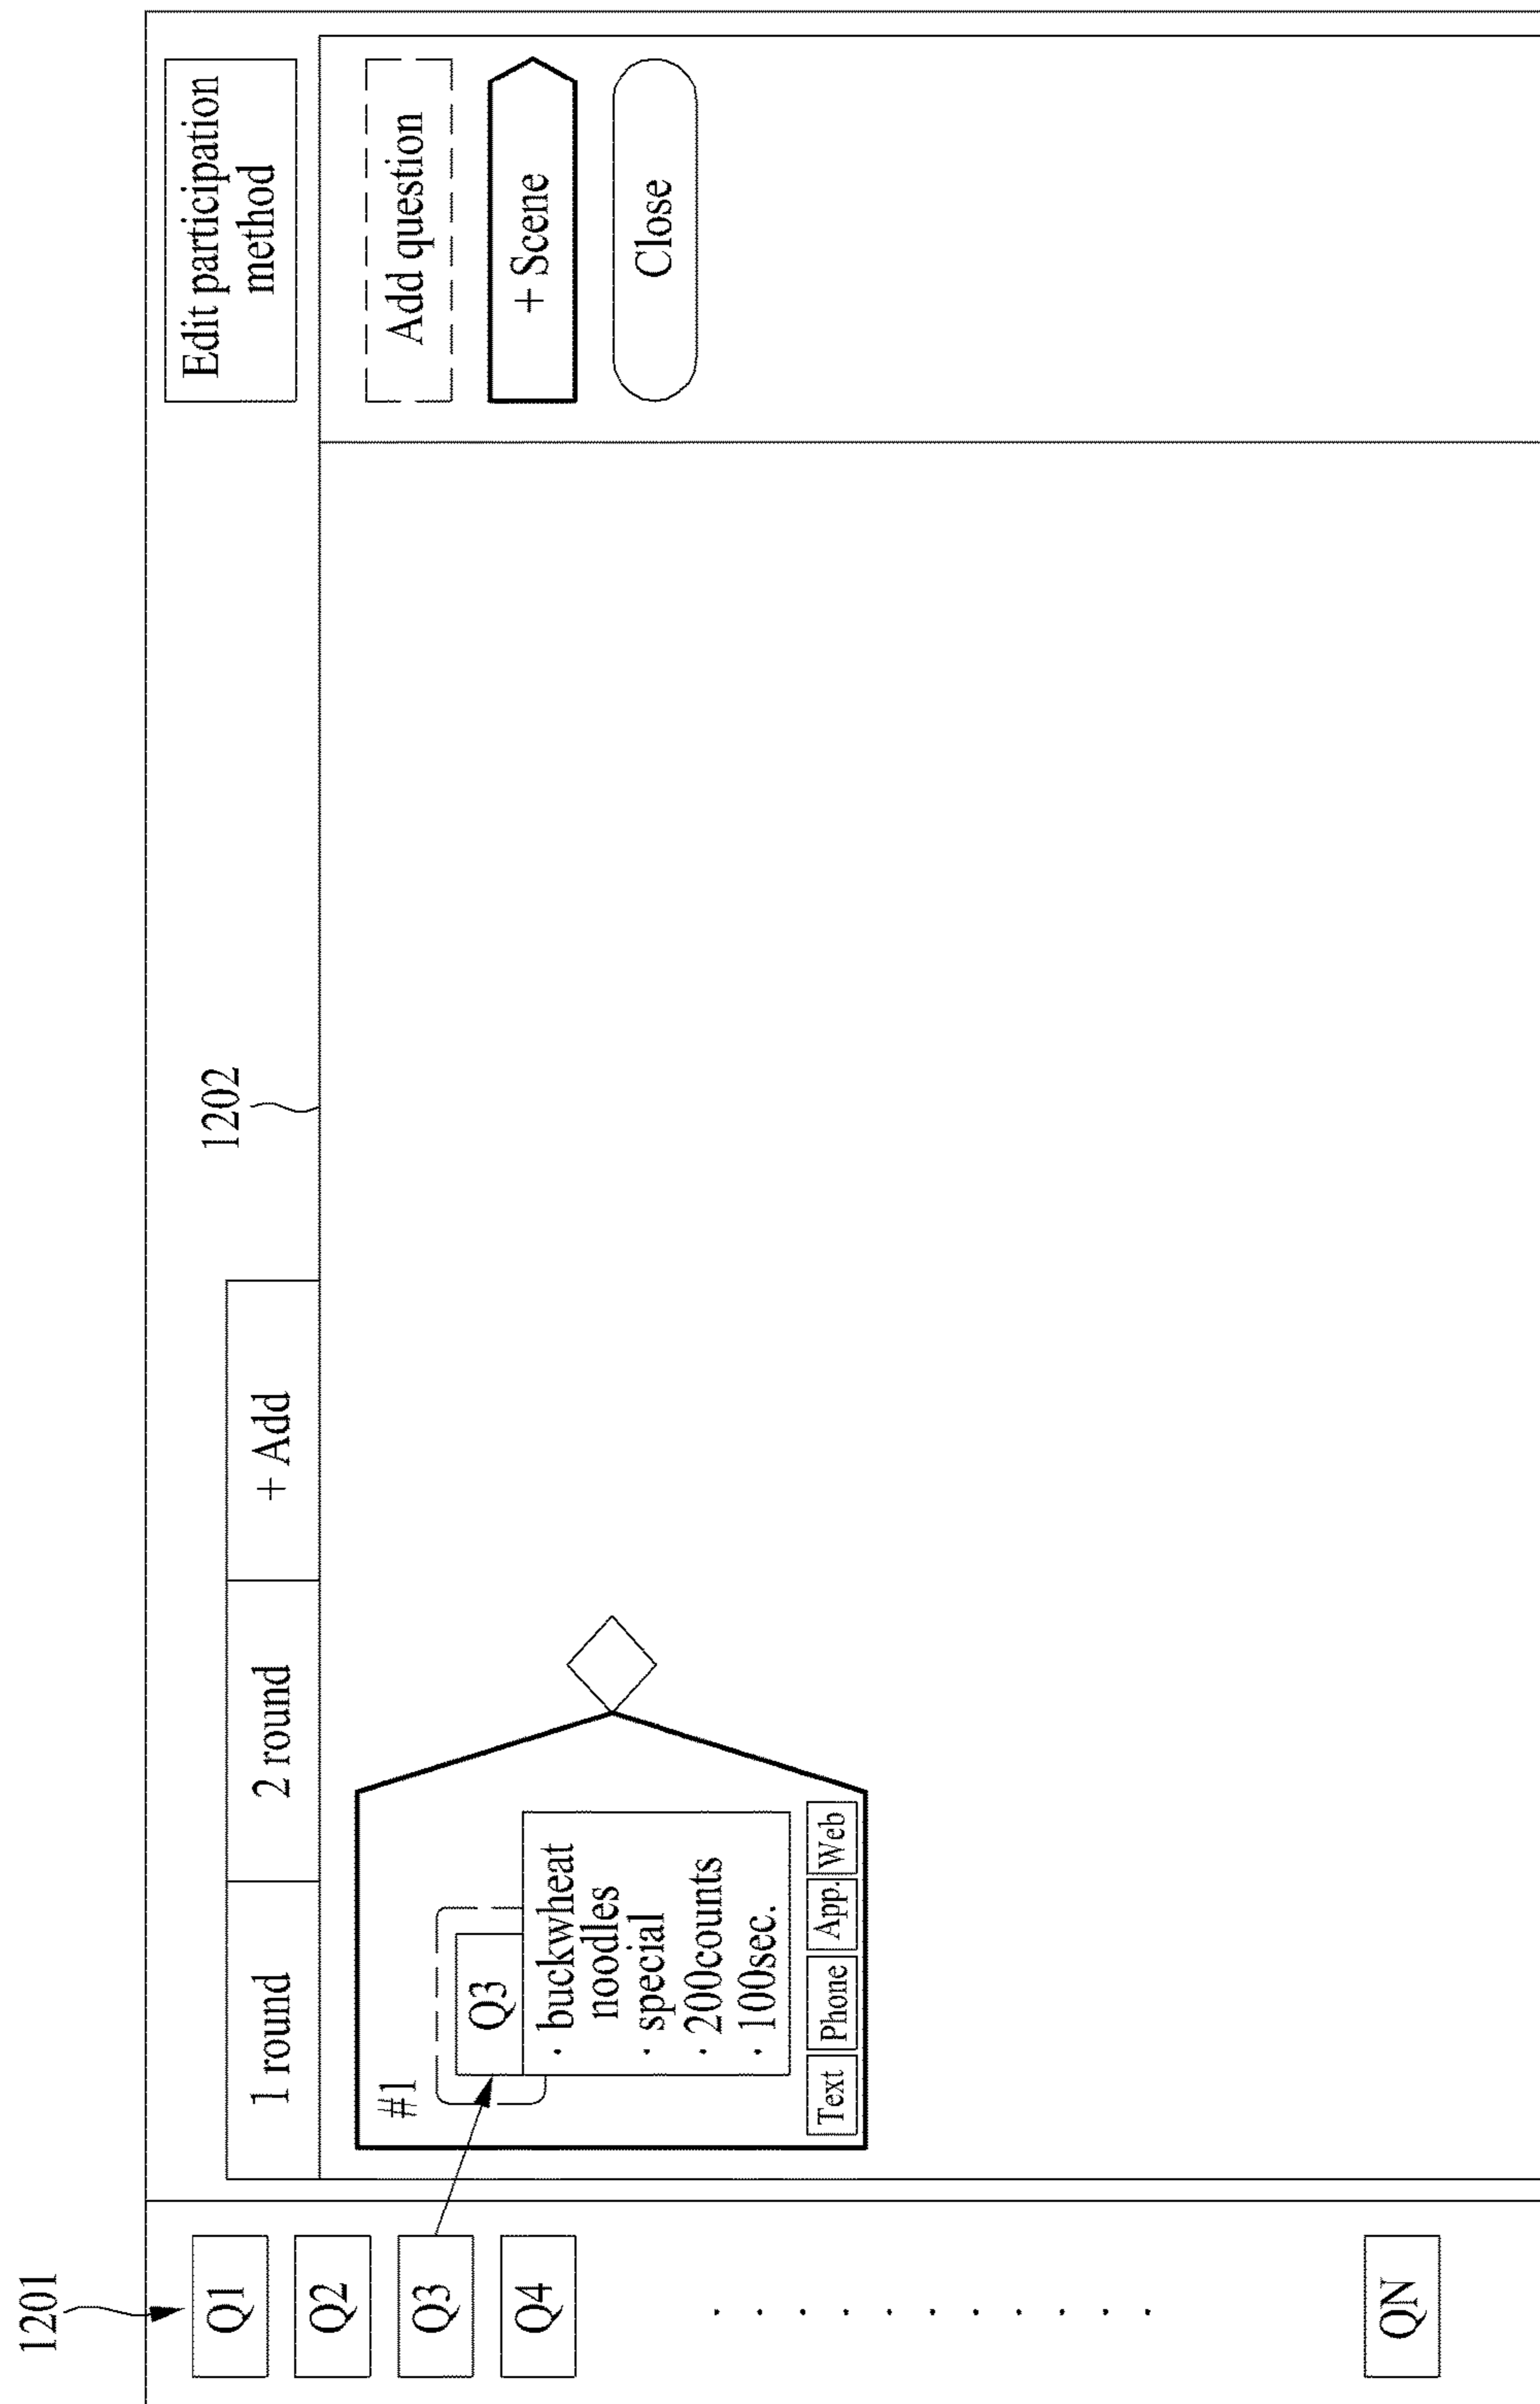 1201
Q1
Q2
Q3
Q4
QN
1 round
2 round
+ Add
1202
Edit participation
method
#1
Q3
· buckwheat
noodles
· special
· 200counts
· 100sec.
Text
Phone
App.
Web
Add question
+ Scene
Close